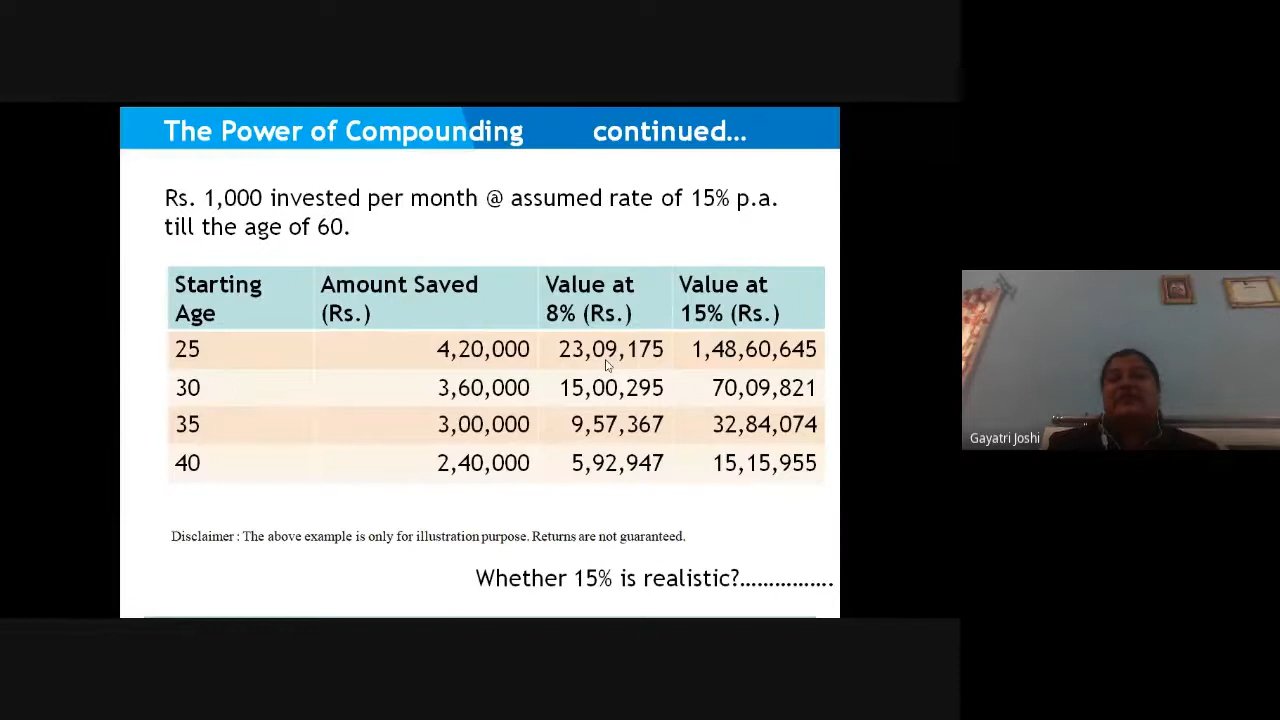 The Power of Compounding continued...
Rs. 1,000 invested per month @ assumed rate of 15% p.a.
till the age of 60.
Starting Age Amount Saved (Rs.) Value at 8% (Rs.) Value at 15% (Rs.)
25 4,20,000 23,09,175 1,48,60,645
30 3,60,000 15,00,295 70,09,821
35 3,00,000 9,57,367 32,84,074
40 2,40,000 5,92,947 15,15,955
Disclaimer : The above example is only for illustration purpose. Returns are not guaranteed.
Whether 15% is realistic?...............
Gayatri Joshi